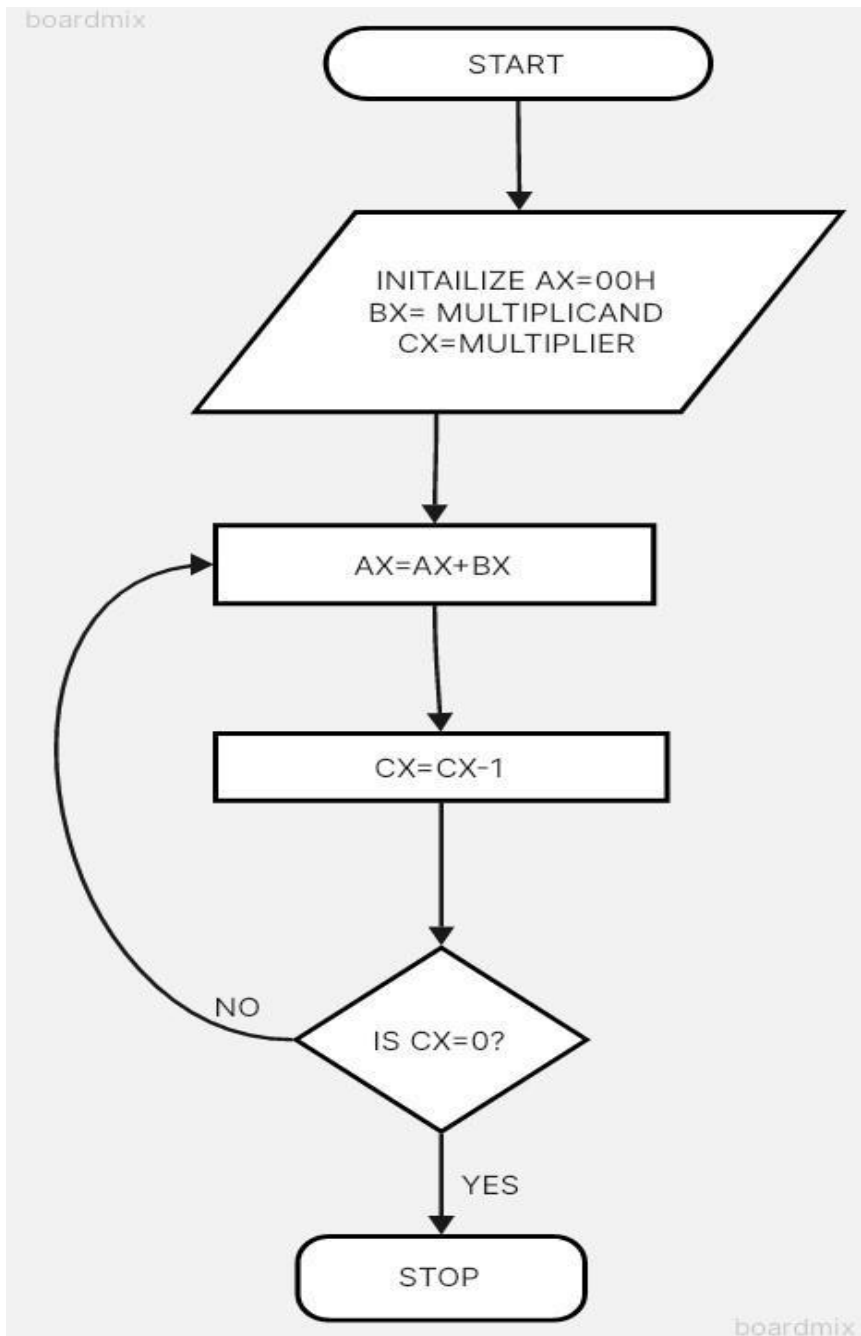 boardmix
START
INITAILIZE AX=00H
BX= MULTIPLICAND
CX=MULTIPLIER
AX=AX+BX
CX=CX-1
NO
IS CX=0?
YES
STOP
boardmix